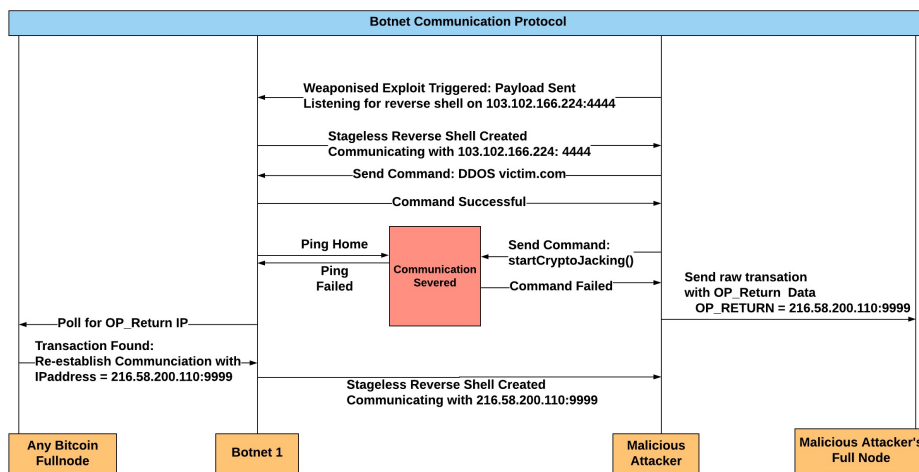 Botnet Communication Protocol
Weaponised Exploit Triggered: Payload Sent
Listening for reverse shell on 103.102.166.224:4444
Stageless Reverse Shell Created
Communicating with 103.102.166.224: 4444
Send Command: DDOS victim.com
Command Successful
Ping Home
Ping
Failed
Communication
Severed
Send Command:
startCryptoJacking()
Command Failed
Send raw transation
with OP_Return Data
OP_RETURN = 216.58.200.110:9999
Poll for OP_Return IP
Transaction Found:
Re-establish Communciation with
IPaddress = 216.58.200.110:9999
Stageless Reverse Shell Created
Communicating with 216.58.200.110:9999
Any Bitcoin
Fullnode
Botnet 1
Malicious
Attacker
Malicious Attacker's
Full Node